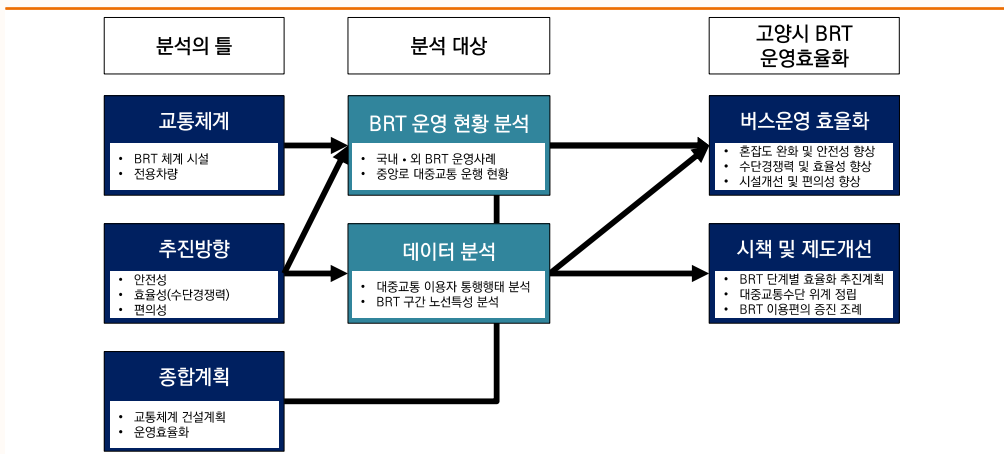 분석의 틀
분석 대상
고양시 BRT
운영효율화
교통체계
• BRT 체계 시설
• 전용차량
BRT 운영 현황 분석
• 국내·외 BRT 운영사례
• 중앙로 대중교통 운행 현황
버스운영 효율화
• 혼잡도 완화 및 안전성 향상
• 수단경쟁력 및 효율성 향상
• 시설개선 및 편의성 향상
추진방향
• 안전성
• 효율성(수단경쟁력)
• 편의성
데이터 분석
• 대중교통 이용자 통행행태 분석
• BRT 구간 노선특성 분석
시책 및 제도개선
• BRT 단계별 효율화 추진계획
• 대중교통수단 위계 정립
• BRT 이용편의 증진 조례
종합계획
• 교통체계 건설계획
• 운영효율화